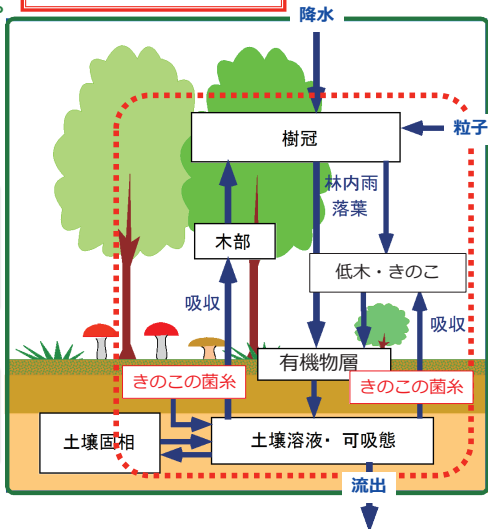 降水
粒子
樹冠
林内雨
落葉
木部
低木・きのこ
吸収
吸収
有機物層
きのこの菌糸
きのこの菌糸
土壌固相
土壌溶液・可吸態
流出